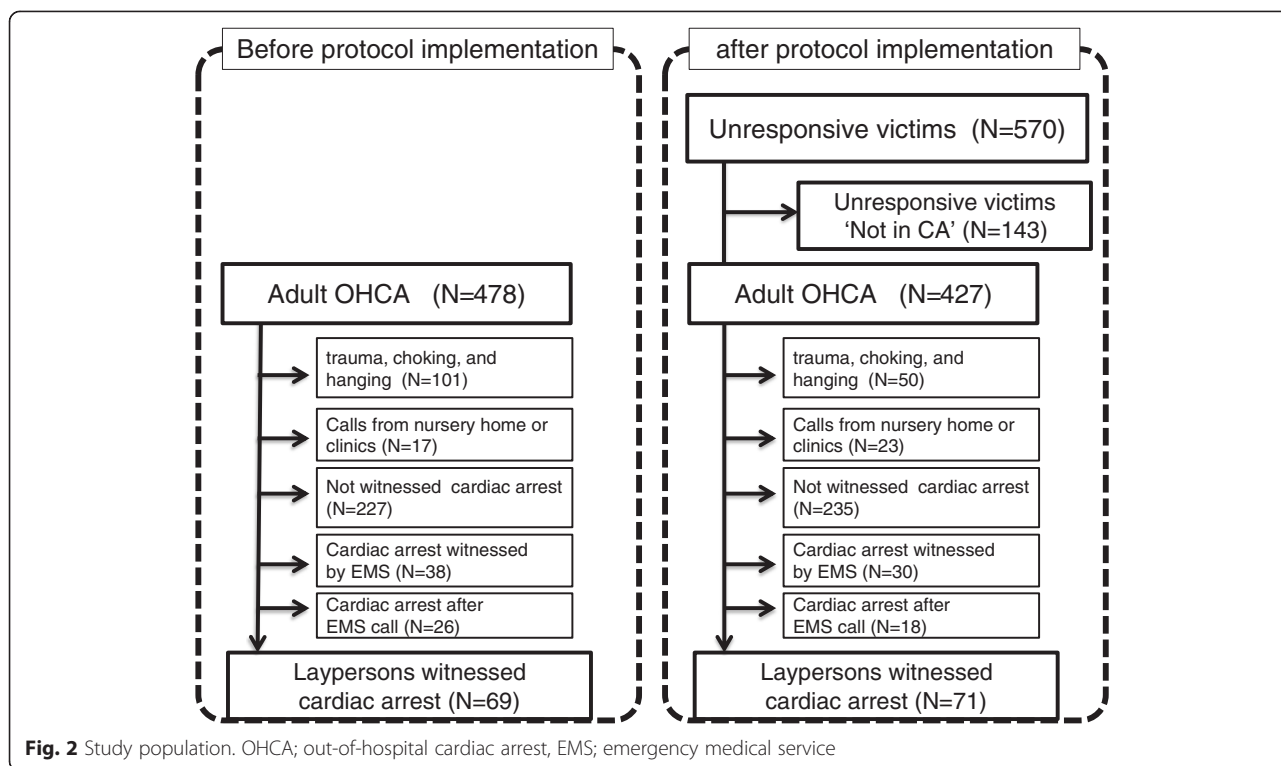 Before protocol implementation
Adult OHCA (N=478)
trauma, choking, and
hanging (N=101)
Calls from nursery home or
clinics (N=17)
Not witnessed cardiac arrest
(N=227)
Cardiac arrest witnessed
by EMS (N=38)
Cardiac arrest after
EMS call (N=26)
Laypersons witnessed
cardiac arrest (N=69)
after protocol implementation
Unresponsive victims (N=570)
Unresponsive victims
‘Not in CA’ (N=143)
Adult OHCA (N=427)
trauma, choking, and
hanging (N=50)
Calls from nursery home or
clinics (N=23)
Not witnessed cardiac arrest
(N=235)
Cardiac arrest witnessed
by EMS (N=30)
Cardiac arrest after
EMS call (N=18)
Laypersons witnessed
cardiac arrest (N=71)
Fig. 2 Study population. OHCA; out-of-hospital cardiac arrest, EMS; emergency medical service